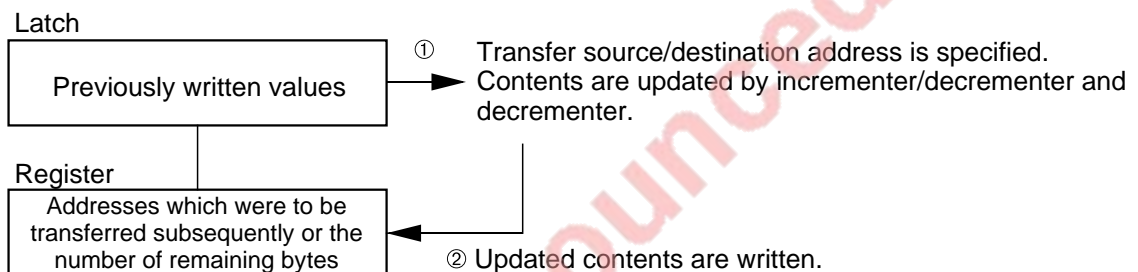 Latch
Previously written values
① Transfer source/destination address is specified.
Contents are updated by incrementer/decrementer and
decrementer.
Register
Addresses which were to be
transferred subsequently or the
number of remaining bytes
② Updated contents are written.